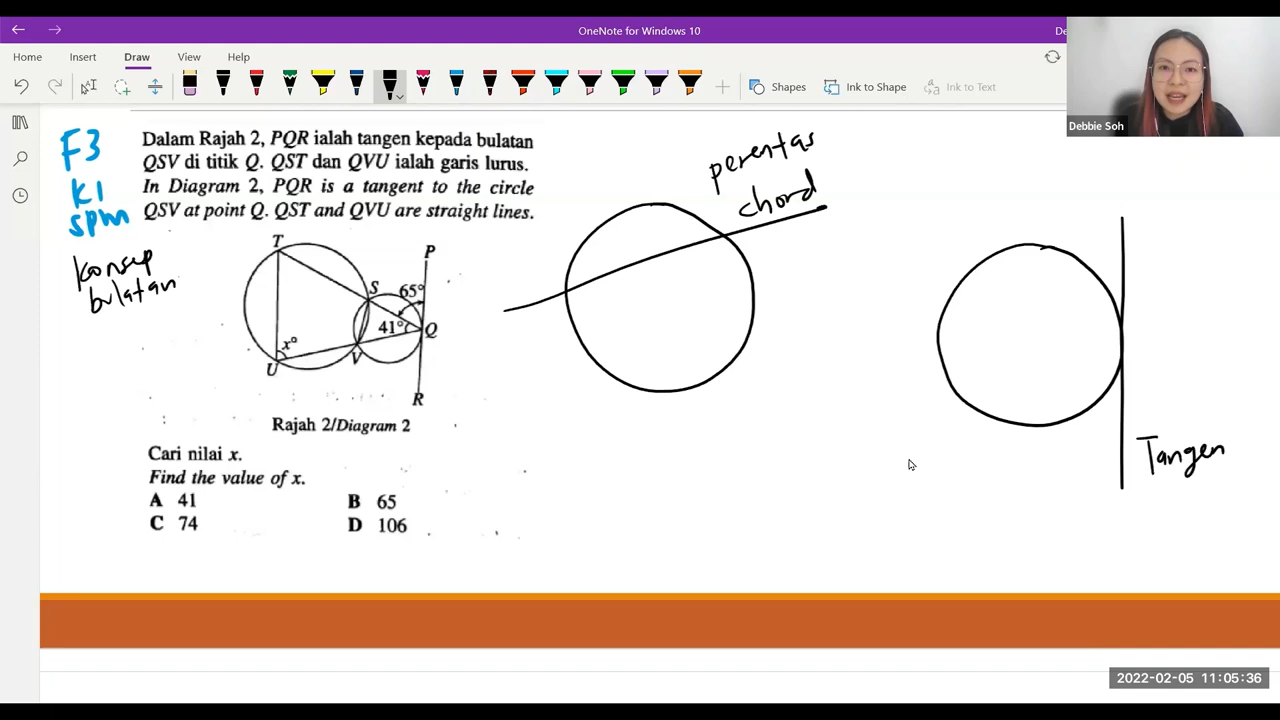 OneNote for Windows 10
De
Home Insert Draw View Help
Shapes Ink to Shape Ink to Text
Debbie Soh
F3
K1
spm
Konsep
bulatan
Dalam Rajah 2, PQR ialah tangen kepada bulatan
QSV di titik Q. QST dan QVU ialah garis lurus.
In Diagram 2, PQR is a tangent to the circle
QSV at point Q. QST and QVU are straight lines.
T
P
S
65°
41°
Q
x°
V
U
R
Rajah 2/Diagram 2
Cari nilai x.
Find the value of x.
A 41 B 65
C 74 D 106
perentas
chord
Tangen
2022-02-05 11:05:36